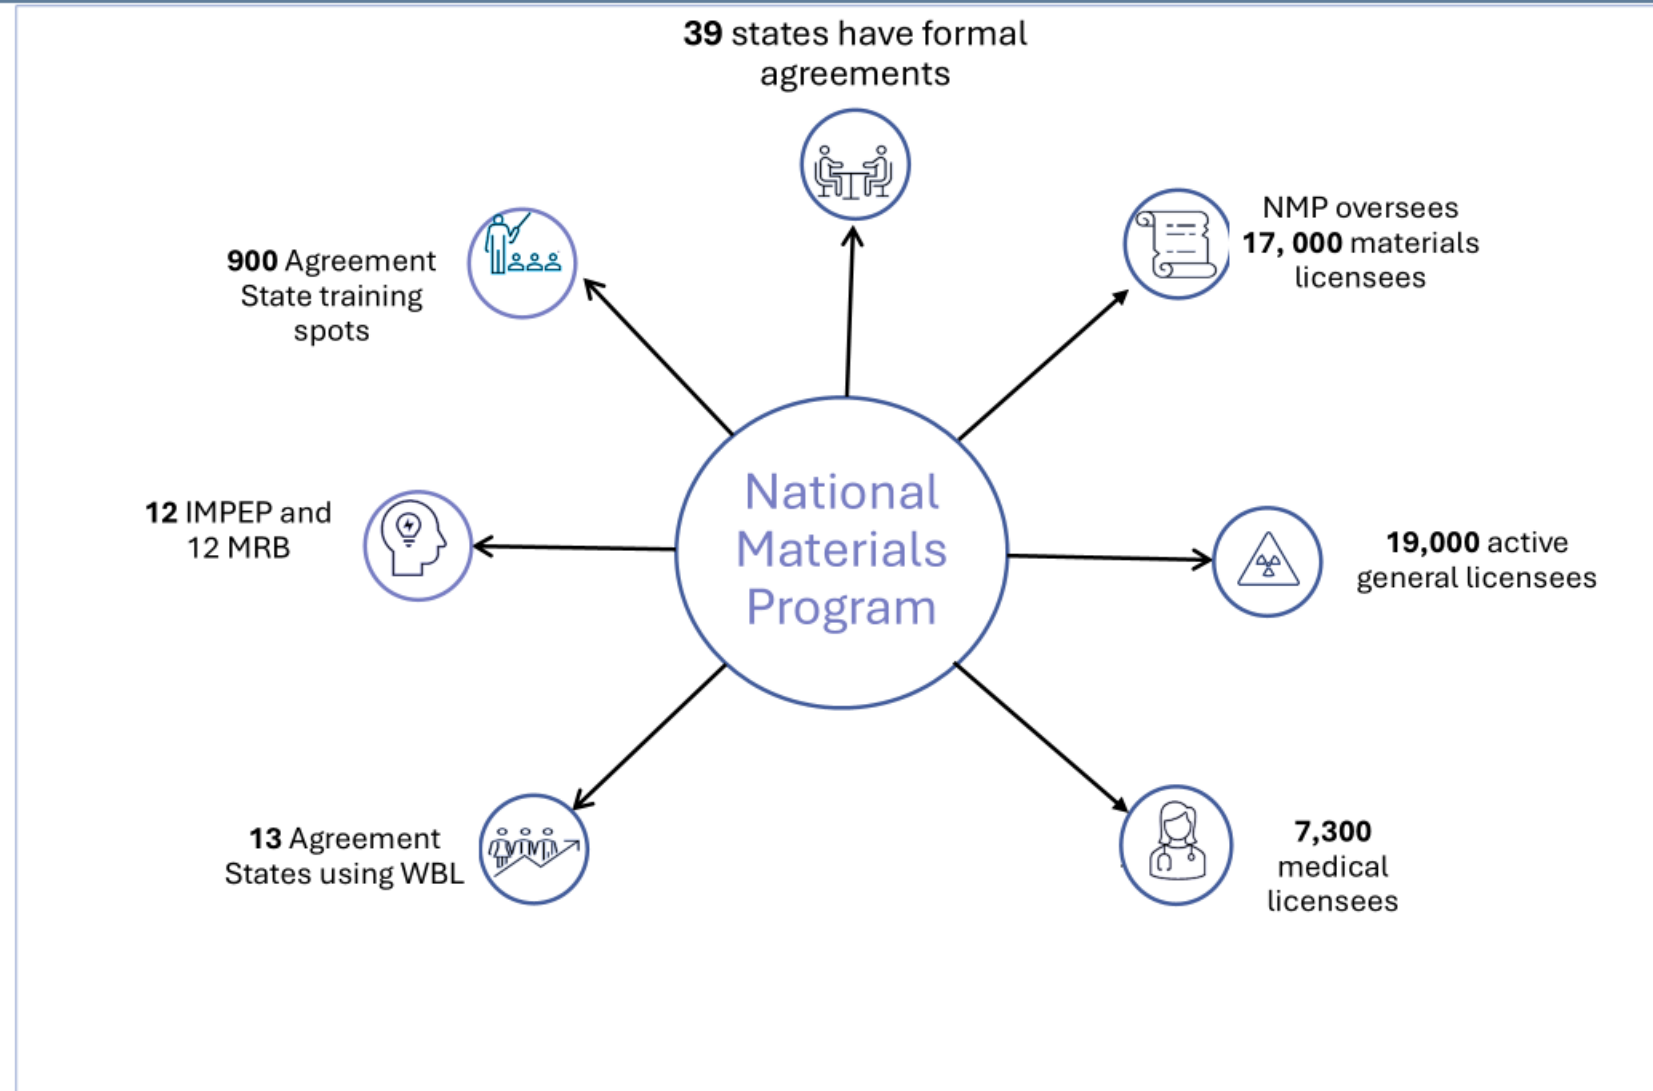 39 states have formal
agreements
NMP oversees
17, 000 materials
licensees
900 Agreement
State training
spots
National
Materials
Program
12 IMPEP and
12 MRB
19,000 active
general licensees
13 Agreement
States using WBL
7,300
medical
licensees